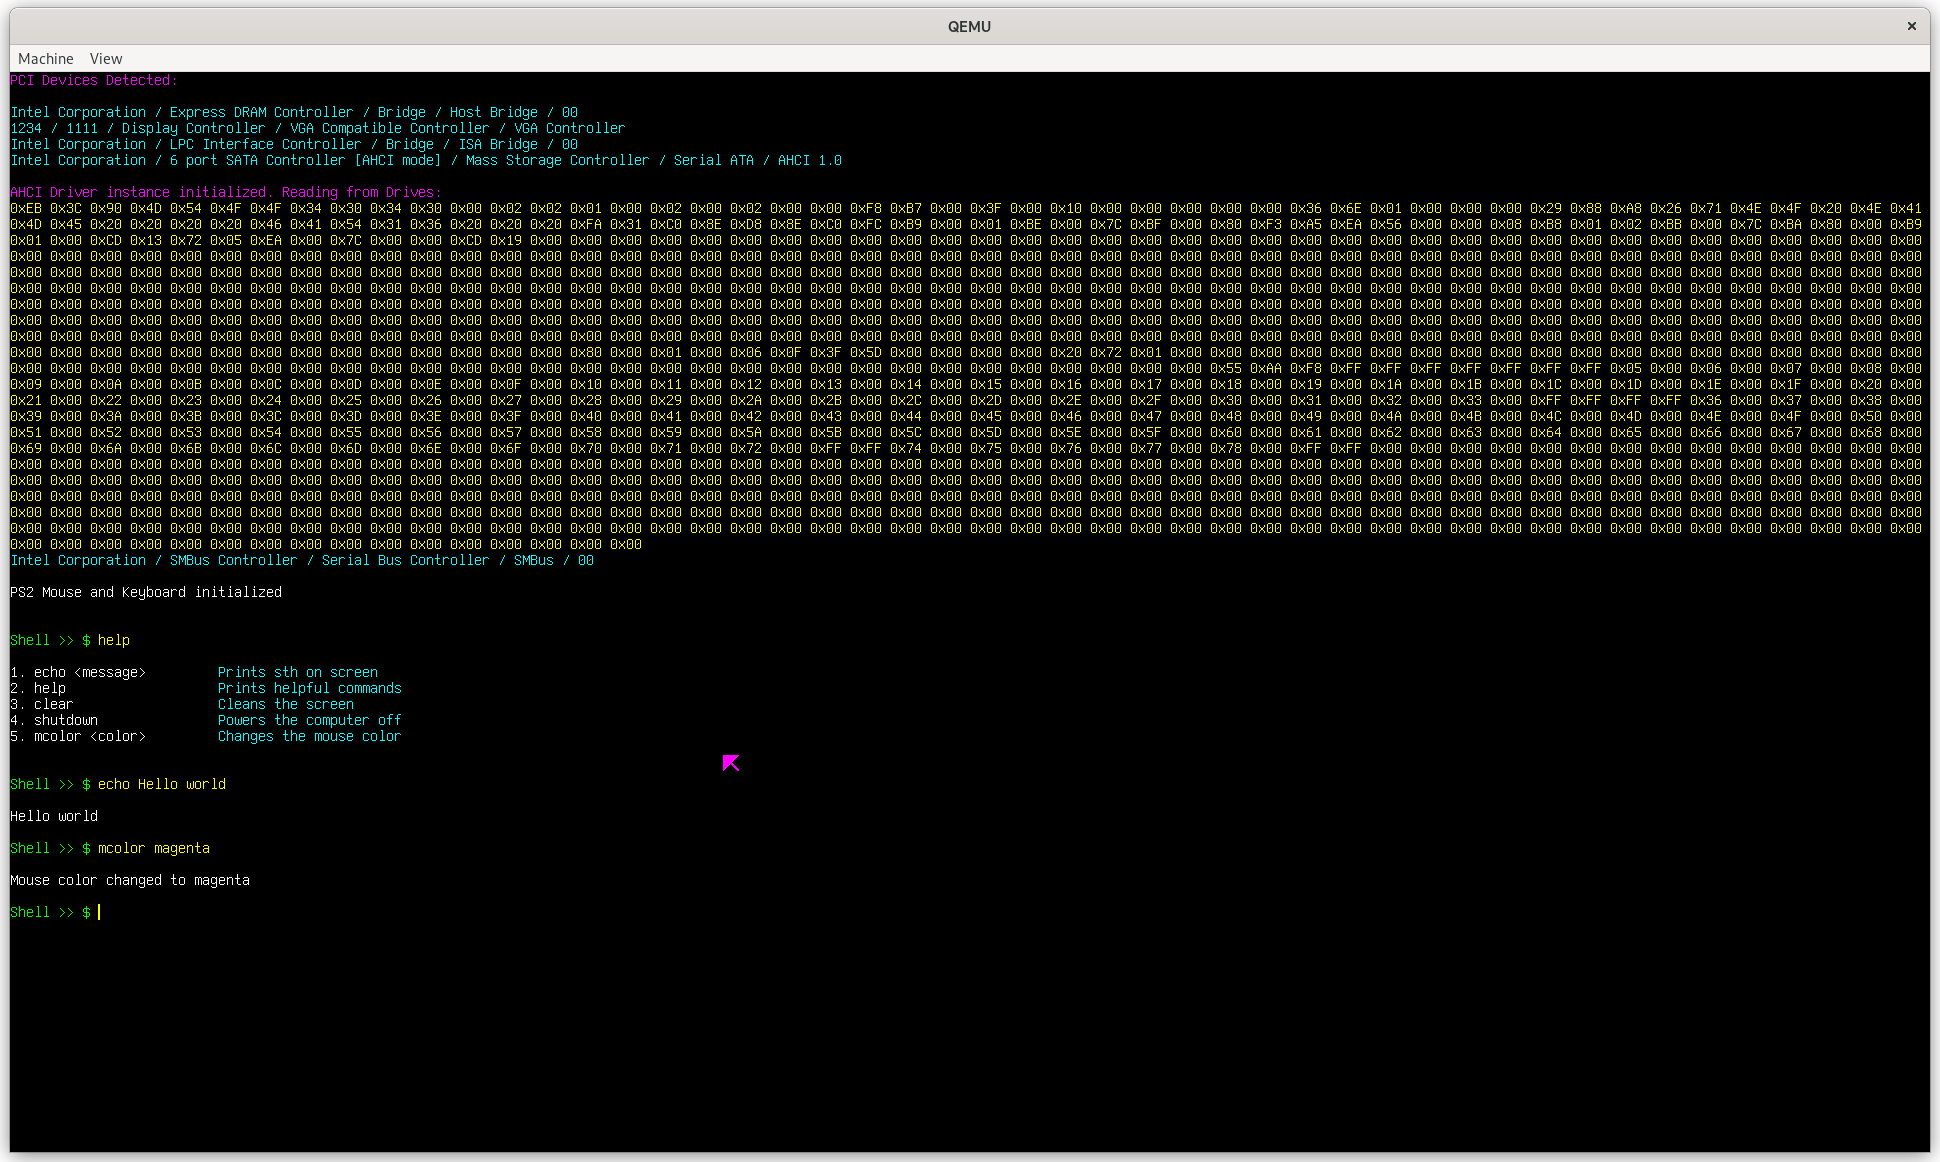 QEMU
Machine View
PCI Devices Detected:
Intel Corporation / Express DRAM Controller / Bridge / Host Bridge / 00
1234 / 1111 / Display Controller / VGA Compatible Controller / VGA Controller
Intel Corporation / LPC Interface Controller / Bridge / ISA Bridge / 00
Intel Corporation / 6 port SATA Controller [AHCI mode] / Mass Storage Controller / Serial ATA / AHCI 1.0
AHCI Driver instance initialized. Reading from Drives:
0xEB 0x3C 0x90 0x4D 0x54 0x4F 0x4F 0x34 0x30 0x34 0x30 0x00 0x02 0x02 0x01 0x00 0x02 0x00 0x02 0x00 0x00 0xF8 0xB7 0x00 0x3F 0x00 0x10 0x00 0x00 0x00 0x00 0x00 0x36 0x6E 0x01 0x00 0x00 0x00 0x29 0x88 0xA8 0x26 0x71 0x4E 0x4F 0x20 0x4E 0x41
0x4D 0x45 0x20 0x20 0x20 0x20 0x46 0x41 0x54 0x31 0x36 0x20 0x20 0x20 0xFA 0x31 0xC0 0x8E 0xD8 0x8E 0xC0 0xFC 0xB9 0x00 0x01 0xBE 0x00 0x7C 0xBF 0x00 0x80 0xF3 0xA5 0xEA 0x56 0x00 0x00 0x08 0xB8 0x01 0x02 0xBB 0x00 0x7C 0xBA 0x80 0x00 0xB9
0x01 0x00 0xCD 0x13 0x72 0x05 0xEA 0x00 0x7C 0x00 0x00 0xCD 0x19 0x00 0x00 0x00 0x00 0x00 0x00 0x00 0x00 0x00 0x00 0x00 0x00 0x00 0x00 0x00 0x00 0x00 0x00 0x00 0x00 0x00 0x00 0x00 0x00 0x00 0x00 0x00 0x00 0x00 0x00 0x00 0x00 0x00 0x00 0x00
0x00 0x00 0x00 0x00 0x00 0x00 0x00 0x00 0x00 0x00 0x00 0x00 0x00 0x00 0x00 0x00 0x00 0x00 0x00 0x00 0x00 0x00 0x00 0x00 0x00 0x00 0x00 0x00 0x00 0x00 0x00 0x00 0x00 0x00 0x00 0x00 0x00 0x00 0x00 0x00 0x00 0x00 0x00 0x00 0x00 0x00 0x00 0x00
0x00 0x00 0x00 0x00 0x00 0x00 0x00 0x00 0x00 0x00 0x00 0x00 0x00 0x00 0x00 0x00 0x00 0x00 0x00 0x00 0x00 0x00 0x00 0x00 0x00 0x00 0x00 0x00 0x00 0x00 0x00 0x00 0x00 0x00 0x00 0x00 0x00 0x00 0x00 0x00 0x00 0x00 0x00 0x00 0x00 0x00 0x00 0x00
0x00 0x00 0x00 0x00 0x00 0x00 0x00 0x00 0x00 0x00 0x00 0x00 0x00 0x00 0x00 0x00 0x00 0x00 0x00 0x00 0x00 0x00 0x00 0x00 0x00 0x00 0x00 0x00 0x00 0x00 0x00 0x00 0x00 0x00 0x00 0x00 0x00 0x00 0x00 0x00 0x00 0x00 0x00 0x00 0x00 0x00 0x00 0x00
0x00 0x00 0x00 0x00 0x00 0x00 0x00 0x00 0x00 0x00 0x00 0x00 0x00 0x00 0x00 0x00 0x00 0x00 0x00 0x00 0x00 0x00 0x00 0x00 0x00 0x00 0x00 0x00 0x00 0x00 0x00 0x00 0x00 0x00 0x00 0x00 0x00 0x00 0x00 0x00 0x00 0x00 0x00 0x00 0x00 0x00 0x00 0x00
0x00 0x00 0x00 0x00 0x00 0x00 0x00 0x00 0x00 0x00 0x00 0x00 0x00 0x00 0x00 0x00 0x00 0x00 0x00 0x00 0x00 0x00 0x00 0x00 0x00 0x00 0x00 0x00 0x00 0x00 0x00 0x00 0x00 0x00 0x00 0x00 0x00 0x00 0x00 0x00 0x00 0x00 0x00 0x00 0x00 0x00 0x00 0x00
0x00 0x00 0x00 0x00 0x00 0x00 0x00 0x00 0x00 0x00 0x00 0x00 0x00 0x00 0x00 0x00 0x00 0x00 0x00 0x00 0x00 0x00 0x00 0x00 0x00 0x00 0x00 0x00 0x00 0x00 0x00 0x00 0x00 0x00 0x00 0x00 0x00 0x00 0x00 0x00 0x00 0x00 0x00 0x00 0x00 0x00 0x00 0x00
0x00 0x00 0x00 0x00 0x00 0x00 0x00 0x00 0x00 0x00 0x00 0x00 0x00 0x00 0x80 0x00 0x01 0x00 0x06 0x0F 0x3F 0x5D 0x00 0x00 0x00 0x00 0x20 0x72 0x01 0x00 0x00 0x00 0x00 0x00 0x00 0x00 0x00 0x00 0x00 0x00 0x00 0x00 0x00 0x00 0x00 0x00 0x00 0x00
0x00 0x00 0x00 0x00 0x00 0x00 0x00 0x00 0x00 0x00 0x00 0x00 0x00 0x00 0x00 0x00 0x00 0x00 0x00 0x00 0x00 0x00 0x00 0x00 0x00 0x00 0x00 0x00 0x00 0x00 0x55 0xAA 0xF8 0xFF 0xFF 0xFF 0xFF 0xFF 0xFF 0xFF 0x05 0x00 0x06 0x00 0x07 0x00 0x08 0x00
0x09 0x00 0x0A 0x00 0x0B 0x00 0x0C 0x00 0x0D 0x00 0x0E 0x00 0x0F 0x00 0x10 0x00 0x11 0x00 0x12 0x00 0x13 0x00 0x14 0x00 0x15 0x00 0x16 0x00 0x17 0x00 0x18 0x00 0x19 0x00 0x1A 0x00 0x1B 0x00 0x1C 0x00 0x1D 0x00 0x1E 0x00 0x1F 0x00 0x20 0x00
0x21 0x00 0x22 0x00 0x23 0x00 0x24 0x00 0x25 0x00 0x26 0x00 0x27 0x00 0x28 0x00 0x29 0x00 0x2A 0x00 0x2B 0x00 0x2C 0x00 0x2D 0x00 0x2E 0x00 0x2F 0x00 0x30 0x00 0x31 0x00 0x32 0x00 0x33 0x00 0xFF 0xFF 0xFF 0xFF 0x36 0x00 0x37 0x00 0x38 0x00
0x39 0x00 0x3A 0x00 0x3B 0x00 0x3C 0x00 0x3D 0x00 0x3E 0x00 0x3F 0x00 0x40 0x00 0x41 0x00 0x42 0x00 0x43 0x00 0x44 0x00 0x45 0x00 0x46 0x00 0x47 0x00 0x48 0x00 0x49 0x00 0x4A 0x00 0x4B 0x00 0x4C 0x00 0x4D 0x00 0x4E 0x00 0x4F 0x00 0x50 0x00
0x51 0x00 0x52 0x00 0x53 0x00 0x54 0x00 0x55 0x00 0x56 0x00 0x57 0x00 0x58 0x00 0x59 0x00 0x5A 0x00 0x5B 0x00 0x5C 0x00 0x5D 0x00 0x5E 0x00 0x5F 0x00 0x60 0x00 0x61 0x00 0x62 0x00 0x63 0x00 0x64 0x00 0x65 0x00 0x66 0x00 0x67 0x00 0x68 0x00
0x69 0x00 0x6A 0x00 0x6B 0x00 0x6C 0x00 0x6D 0x00 0x6E 0x00 0x6F 0x00 0x70 0x00 0x71 0x00 0x72 0x00 0xFF 0xFF 0x74 0x00 0x75 0x00 0x76 0x00 0x77 0x00 0x78 0x00 0xFF 0xFF 0x00 0x00 0x00 0x00 0x00 0x00 0x00 0x00 0x00 0x00 0x00 0x00 0x00 0x00
0x00 0x00 0x00 0x00 0x00 0x00 0x00 0x00 0x00 0x00 0x00 0x00 0x00 0x00 0x00 0x00 0x00 0x00 0x00 0x00 0x00 0x00 0x00 0x00 0x00 0x00 0x00 0x00 0x00 0x00 0x00 0x00 0x00 0x00 0x00 0x00 0x00 0x00 0x00 0x00 0x00 0x00 0x00 0x00 0x00 0x00 0x00 0x00
0x00 0x00 0x00 0x00 0x00 0x00 0x00 0x00 0x00 0x00 0x00 0x00 0x00 0x00 0x00 0x00 0x00 0x00 0x00 0x00 0x00 0x00 0x00 0x00 0x00 0x00 0x00 0x00 0x00 0x00 0x00 0x00 0x00 0x00 0x00 0x00 0x00 0x00 0x00 0x00 0x00 0x00 0x00 0x00 0x00 0x00 0x00 0x00
0x00 0x00 0x00 0x00 0x00 0x00 0x00 0x00 0x00 0x00 0x00 0x00 0x00 0x00 0x00 0x00 0x00 0x00 0x00 0x00 0x00 0x00 0x00 0x00 0x00 0x00 0x00 0x00 0x00 0x00 0x00 0x00 0x00 0x00 0x00 0x00 0x00 0x00 0x00 0x00 0x00 0x00 0x00 0x00 0x00 0x00 0x00 0x00
0x00 0x00 0x00 0x00 0x00 0x00 0x00 0x00 0x00 0x00 0x00 0x00 0x00 0x00 0x00 0x00 0x00 0x00 0x00 0x00 0x00 0x00 0x00 0x00 0x00 0x00 0x00 0x00 0x00 0x00 0x00 0x00 0x00 0x00 0x00 0x00 0x00 0x00 0x00 0x00 0x00 0x00 0x00 0x00 0x00 0x00 0x00 0x00
0x00 0x00 0x00 0x00 0x00 0x00 0x00 0x00 0x00 0x00 0x00 0x00 0x00 0x00 0x00 0x00 0x00 0x00 0x00 0x00 0x00 0x00 0x00 0x00 0x00 0x00 0x00 0x00 0x00 0x00 0x00 0x00 0x00 0x00 0x00 0x00 0x00 0x00 0x00 0x00 0x00 0x00 0x00 0x00 0x00 0x00 0x00 0x00
0x00 0x00 0x00 0x00 0x00 0x00 0x00 0x00 0x00 0x00 0x00 0x00 0x00 0x00 0x00 0x00
Intel Corporation / SMBus Controller / Serial Bus Controller / SMBus / 00
PS2 Mouse and Keyboard initialized
Shell >> $ help
1. echo <message> Prints sth on screen
2. help Prints helpful commands
3. clear Cleans the screen
4. shutdown Powers the computer off
5. mcolor <color> Changes the mouse color
Shell >> $ echo Hello world
Hello world
Shell >> $ mcolor magenta
Mouse color changed to magenta
Shell >> $